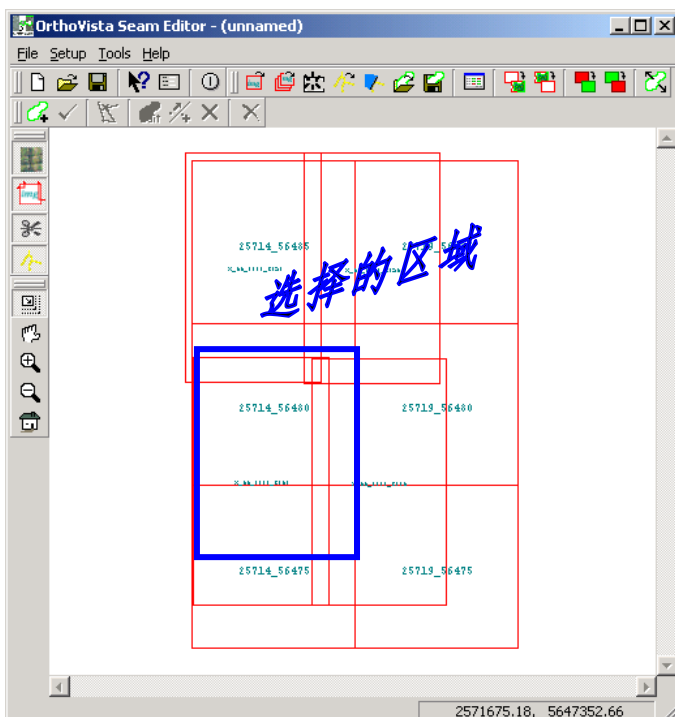 OrthoVista Seam Editor - (unnamed)
File Setup Tools Help
25714_56485
选择的区域
25714_56480 25719_56480
25714_56475 25719_56475
2571675.18, 5647352.66